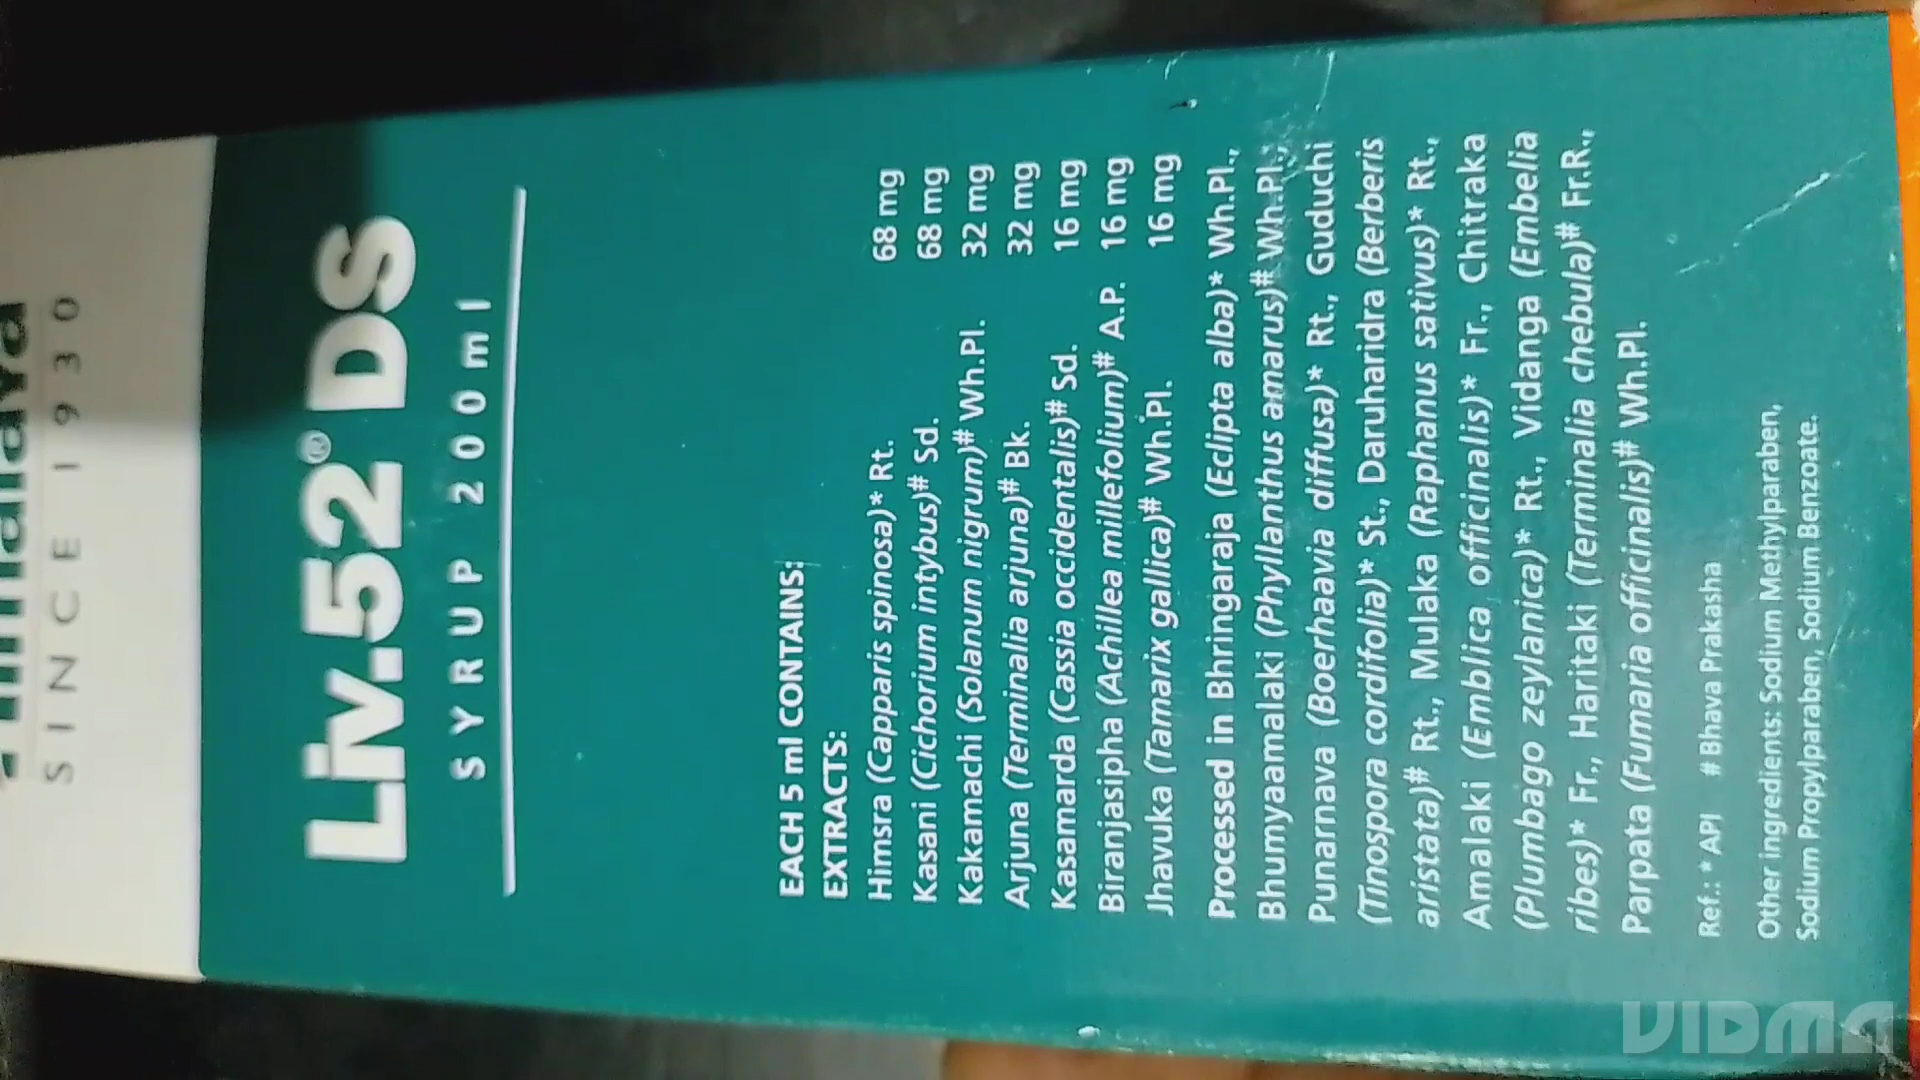 SINCE 1930
Liv.52® DS
SYRUP 200ml
EACH 5 ml CONTAINS:
EXTRACTS:
Himsra (Capparis spinosa)* Rt. 68 mg
Kasani (Cichorium intybus)# Sd. 68 mg
Kakamachi (Solanum nigrum)# Wh.Pl. 32 mg
Arjuna (Terminalia arjuna)# Bk. 32 mg
Kasamarda (Cassia occidentalis)# Sd. 16 mg
Biranjasipha (Achillea millefolium)# A.P. 16 mg
Jhavuka (Tamarix gallica)# Wh.Pl. 16 mg
Processed in Bhringaraja (Eclipta alba)* Wh.Pl.,
Bhumyaamalaki (Phyllanthus amarus)# Wh.Pl.,
Punarnava (Boerhaavia diffusa)* Rt., Guduchi
(Tinospora cordifolia)* St., Daruharidra (Berberis
aristata)# Rt., Mulaka (Raphanus sativus)* Rt.,
Amalaki (Emblica officinalis)* Fr., Chitraka
(Plumbago zeylanica)* Rt., Vidanga (Embelia
ribes)* Fr., Haritaki (Terminalia chebula)# Fr.R.,
Parpata (Fumaria officinalis)# Wh.Pl.
Ref.: * API # Bhava Prakasha
Other ingredients: Sodium Methylparaben,
Sodium Propylparaben, Sodium Benzoate.
VIDMA